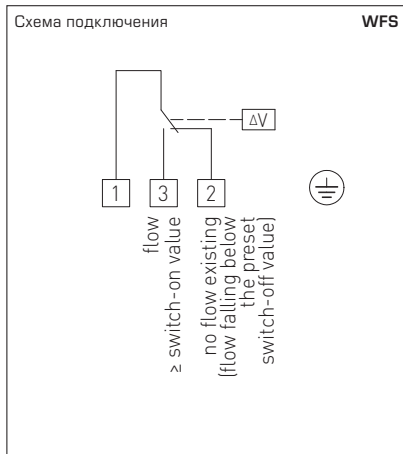 Схема подключения WFS
ΔV
1 3 2
flow
≥ switch-on value
no flow existing
(flow falling below
the preset
switch-off value)